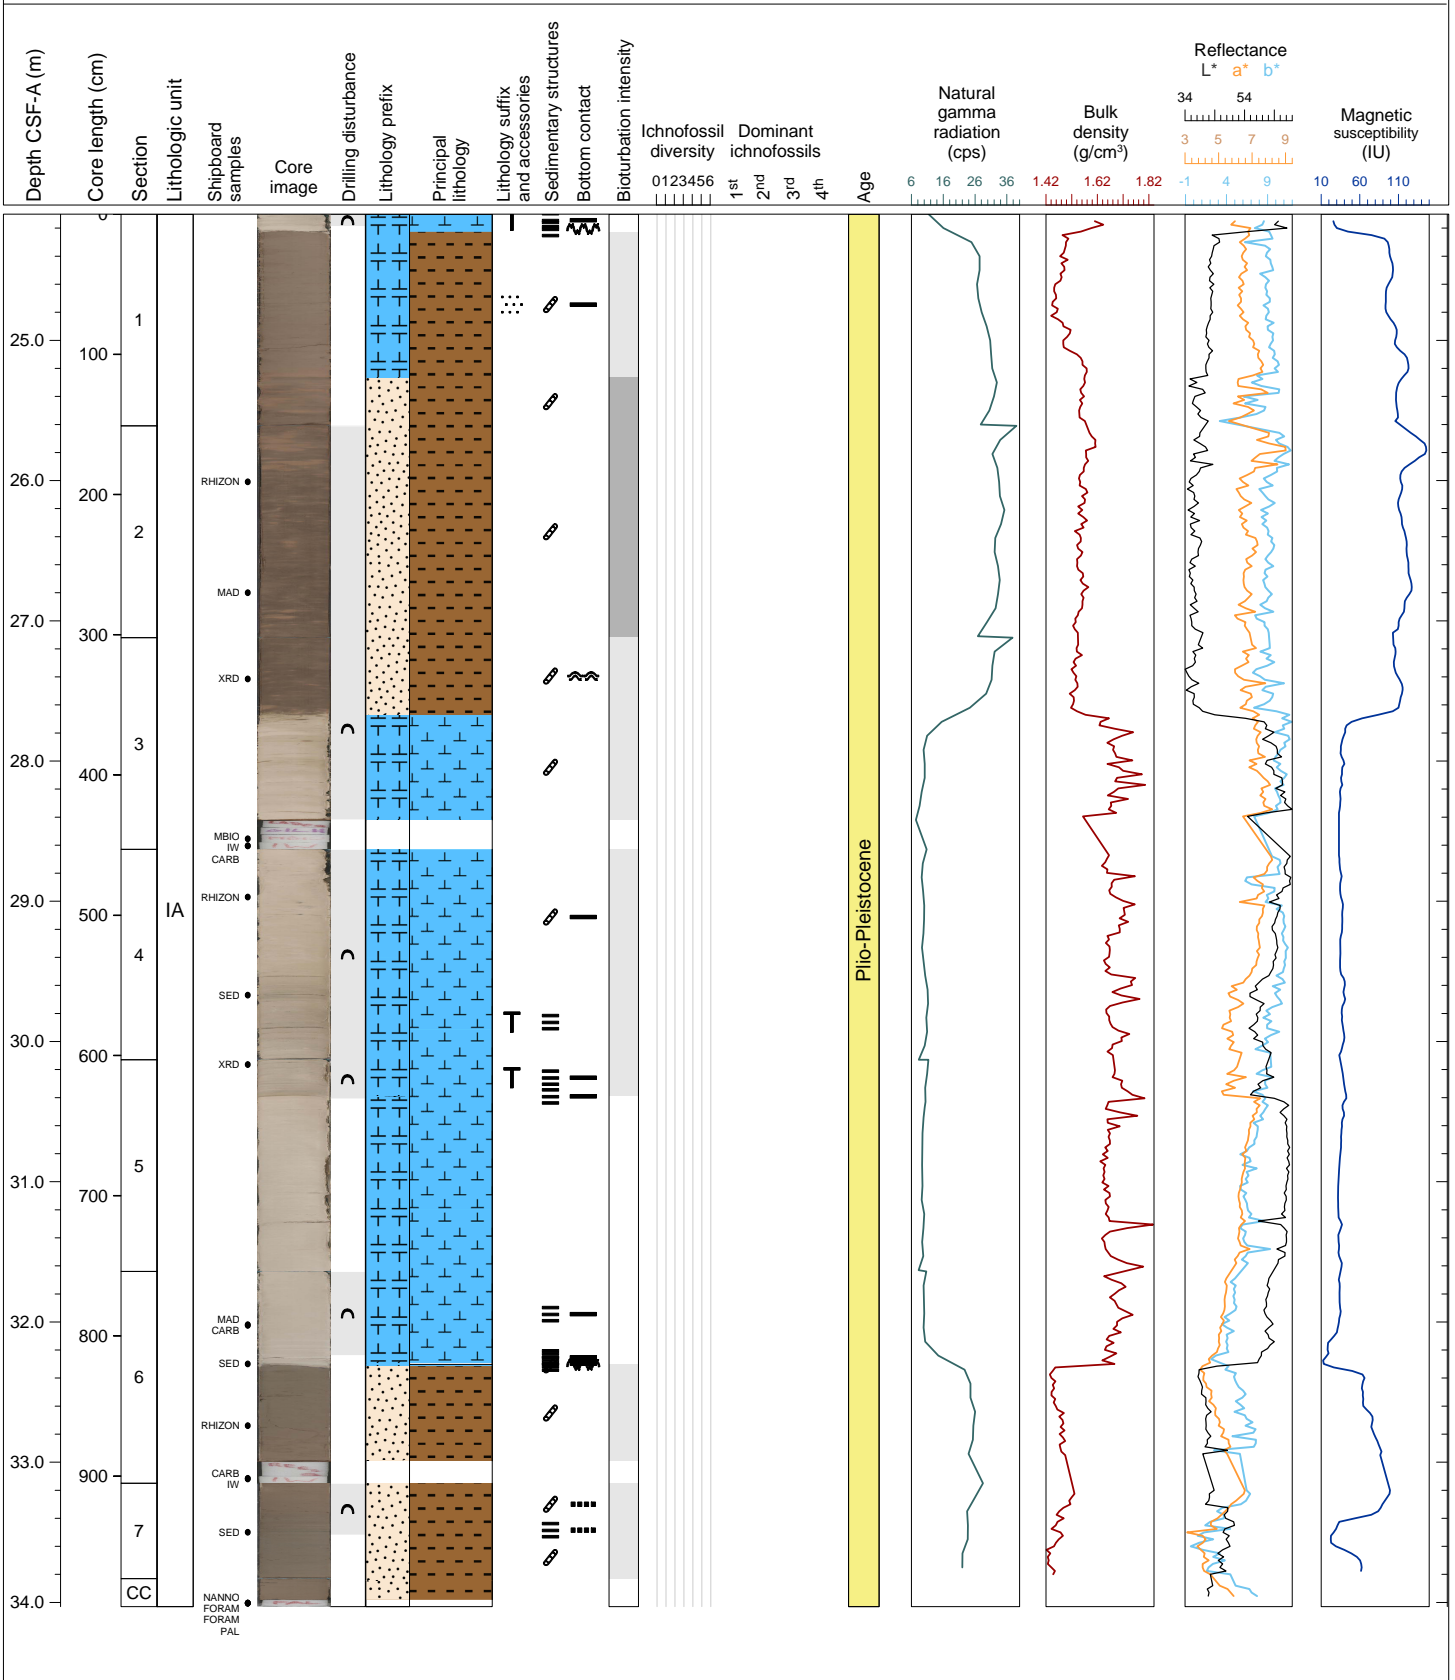 Depth CSF-A (m)
Core length (cm)
Section
Lithologic unit
Shipboard
samples
Core
image
Drilling disturbance
Lithology prefix
Principal
lithology
Lithology suffix
and accessories
Sedimentary structures
Bottom contact
Bioturbation intensity
Ichnofossil
diversity
0123456
Dominant
ichnofossils
1st
2nd
3rd
4th
Age
Natural
gamma
radiation
(cps)
6 16 26 36
Bulk
density
(g/cm³)
1.42 1.62 1.82
Reflectance
L* a* b*
34 54
3 5 7 9
-1 4 9
Magnetic
susceptibility
(IU)
10 60 110
25.0
26.0
27.0
28.0
29.0
30.0
31.0
32.0
33.0
34.0
0
100
200
300
400
500
600
700
800
900
1
2
3
4
5
6
7
CC
IA
RHIZON
MAD
XRD
MBIO
IW
CARB
RHIZON
SED
XRD
MAD
CARB
SED
RHIZON
CARB
IW
SED
NANNO
FORAM
FORAM
PAL
Plio-Pleistocene